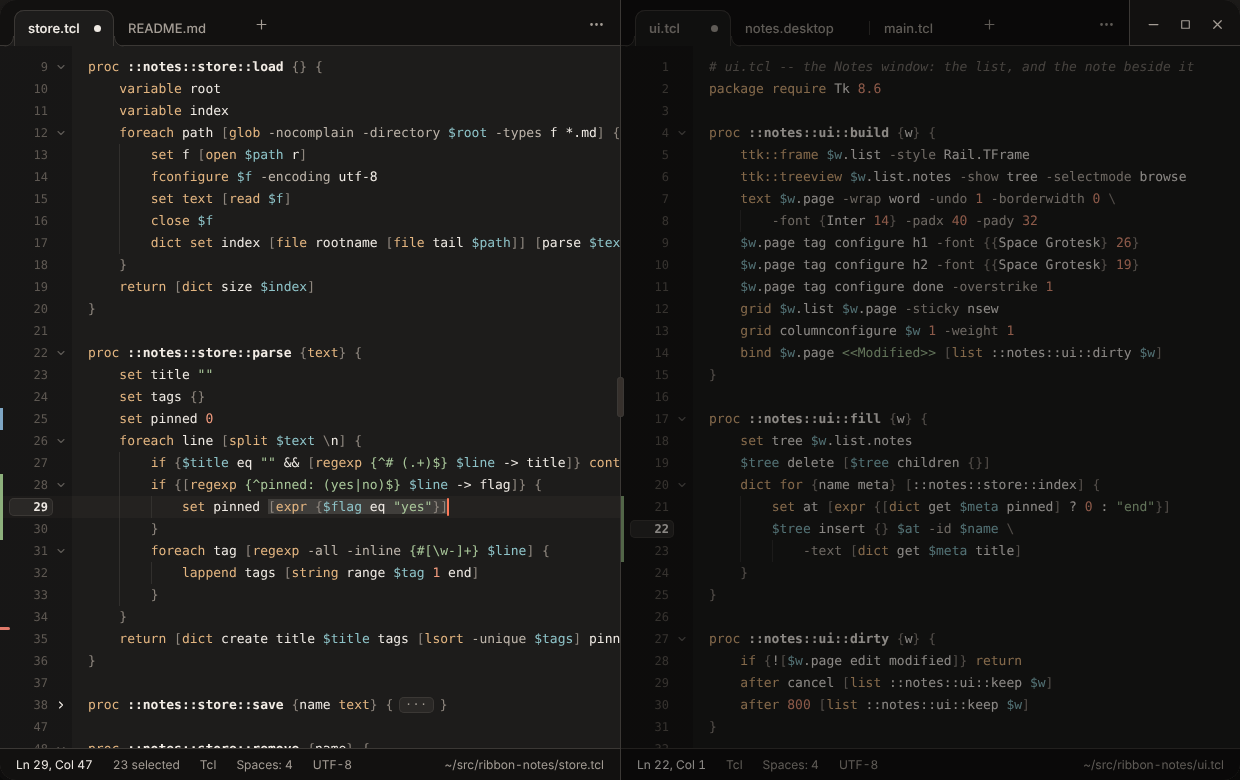 store.tcl ● README.md + ···
9 proc ::notes::store::load {} {
10 variable root
11 variable index
12 foreach path [glob -nocomplain -directory $root -types f *.md] {
13 set f [open $path r]
14 fconfigure $f -encoding utf-8
15 set text [read $f]
16 close $f
17 dict set index [file rootname [file tail $path]] [parse $tex
18 }
19 return [dict size $index]
20 }
21
22 proc ::notes::store::parse {text} {
23 set title ""
24 set tags {}
25 set pinned 0
26 foreach line [split $text \n] {
27 if {$title eq "" && [regexp {^# (.+)$} $line -> title]} cont
28 if {[regexp {^pinned: (yes|no)$} $line -> flag]} {
29 set pinned [expr {$flag eq "yes"}]
30 }
31 foreach tag [regexp -all -inline {#[\w-]+} $line] {
32 lappend tags [string range $tag 1 end]
33 }
34 }
35 return [dict create title $title tags [lsort -unique $tags] pinn
36 }
37
38 proc ::notes::store::save {name text} { ··· }
47
48 proc ::notes::store::remove {name} {
Ln 29, Col 47 23 selected Tcl Spaces: 4 UTF-8 ~/src/ribbon-notes/store.tcl
ui.tcl ● notes.desktop main.tcl + ···
1 # ui.tcl -- the Notes window: the list, and the note beside it
2 package require Tk 8.6
3
4 proc ::notes::ui::build {w} {
5 ttk::frame $w.list -style Rail.TFrame
6 ttk::treeview $w.list.notes -show tree -selectmode browse
7 text $w.page -wrap word -undo 1 -borderwidth 0 \
8 -font {Inter 14} -padx 40 -pady 32
9 $w.page tag configure h1 -font {{Space Grotesk} 26}
10 $w.page tag configure h2 -font {{Space Grotesk} 19}
11 $w.page tag configure done -overstrike 1
12 grid $w.list $w.page -sticky nsew
13 grid columnconfigure $w 1 -weight 1
14 bind $w.page <<Modified>> [list ::notes::ui::dirty $w]
15 }
16
17 proc ::notes::ui::fill {w} {
18 set tree $w.list.notes
19 $tree delete [$tree children {}]
20 dict for {name meta} [::notes::store::index] {
21 set at [expr {[dict get $meta pinned] ? 0 : "end"}]
22 $tree insert {} $at -id $name \
23 -text [dict get $meta title]
24 }
25 }
26
27 proc ::notes::ui::dirty {w} {
28 if {![$w.page edit modified]} return
29 after cancel [list ::notes::ui::keep $w]
30 after 800 [list ::notes::ui::keep $w]
31 }
32
Ln 22, Col 1 Tcl Spaces: 4 UTF-8 ~/src/ribbon-notes/ui.tcl